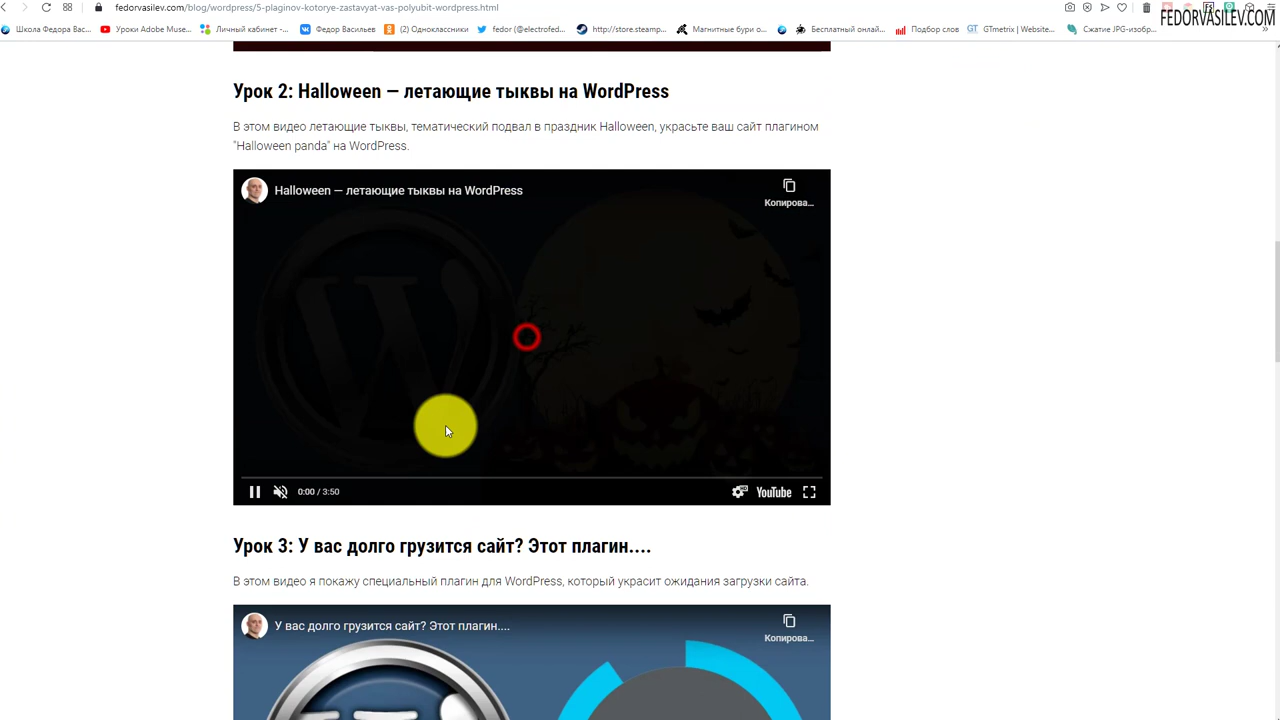 fedorvasilev.com/blog/wordpress/5-plaginov-kotorye-zastavyat-vas-polyubit-wordpress.html
FEDORVASILEV.COM
Школа Федора Вас... Уроки Adobe Muse... Личный кабинет -... Федор Васильев (2) Одноклассники fedor (@electrofed... http://store.steamp... Магнитные бури о... Бесплатный онлай... Подбор слов GTmetrix | Website... Сжатие JPG-изобр...
Урок 2: Halloween — летающие тыквы на WordPress
В этом видео летающие тыквы, тематический подвал в праздник Halloween, украсьте ваш сайт плагином
"Halloween panda" на WordPress.
Halloween — летающие тыквы на WordPress
Копирова...
0:00 / 3:50
YouTube
Урок 3: У вас долго грузится сайт? Этот плагин....
В этом видео я покажу специальный плагин для WordPress, который украсит ожидания загрузки сайта.
У вас долго грузится сайт? Этот плагин....
Копирова...